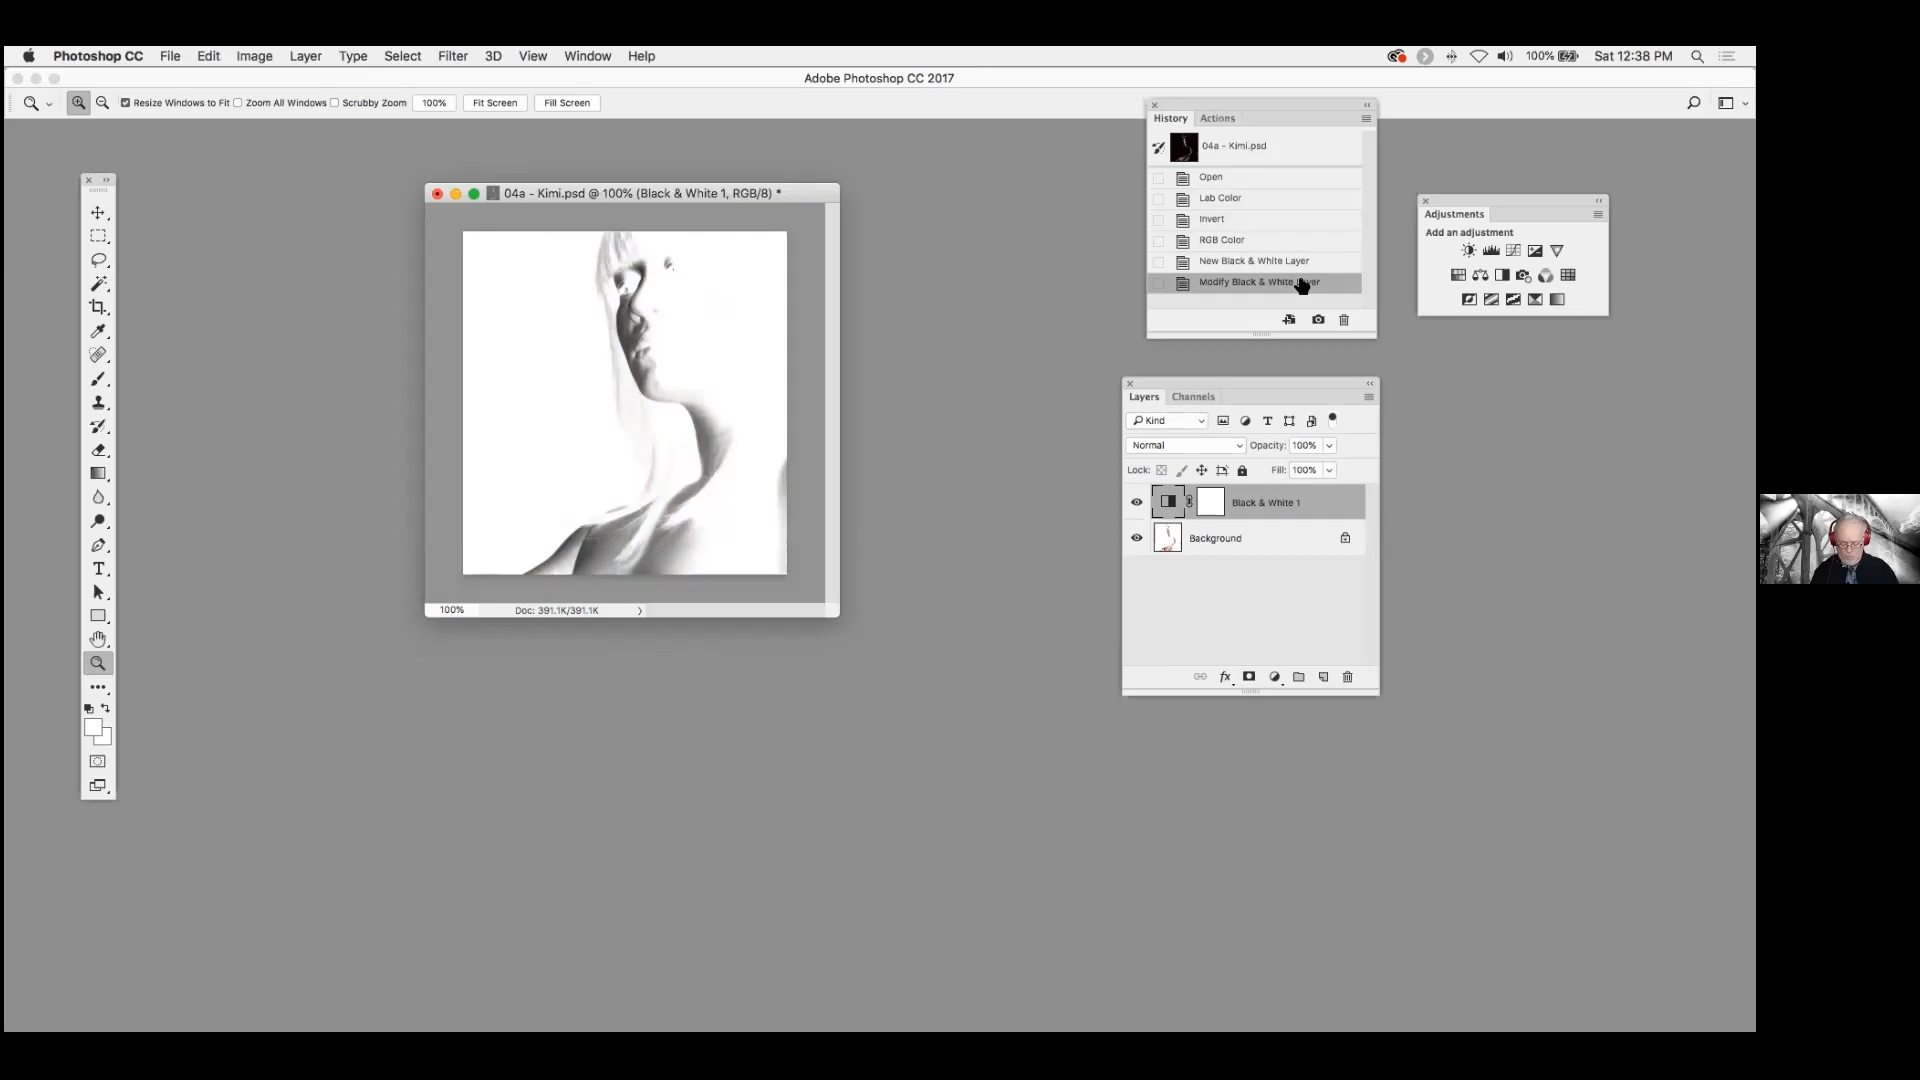 Photoshop CC File Edit Image Layer Type Select Filter 3D View Window Help 100% Sat 12:38 PM
Adobe Photoshop CC 2017
Resize Windows to Fit Zoom All Windows Scrubby Zoom 100% Fit Screen Fill Screen
History Actions
04a - Kimi.psd
Open
Lab Color
Invert
RGB Color
New Black & White Layer
Modify Black & White Layer
Adjustments
Add an adjustment
04a - Kimi.psd @ 100% (Black & White 1, RGB/8) *
100% Doc: 391.1K/391.1K
Layers Channels
Kind
Normal Opacity: 100%
Lock: Fill: 100%
Black & White 1
Background
fx